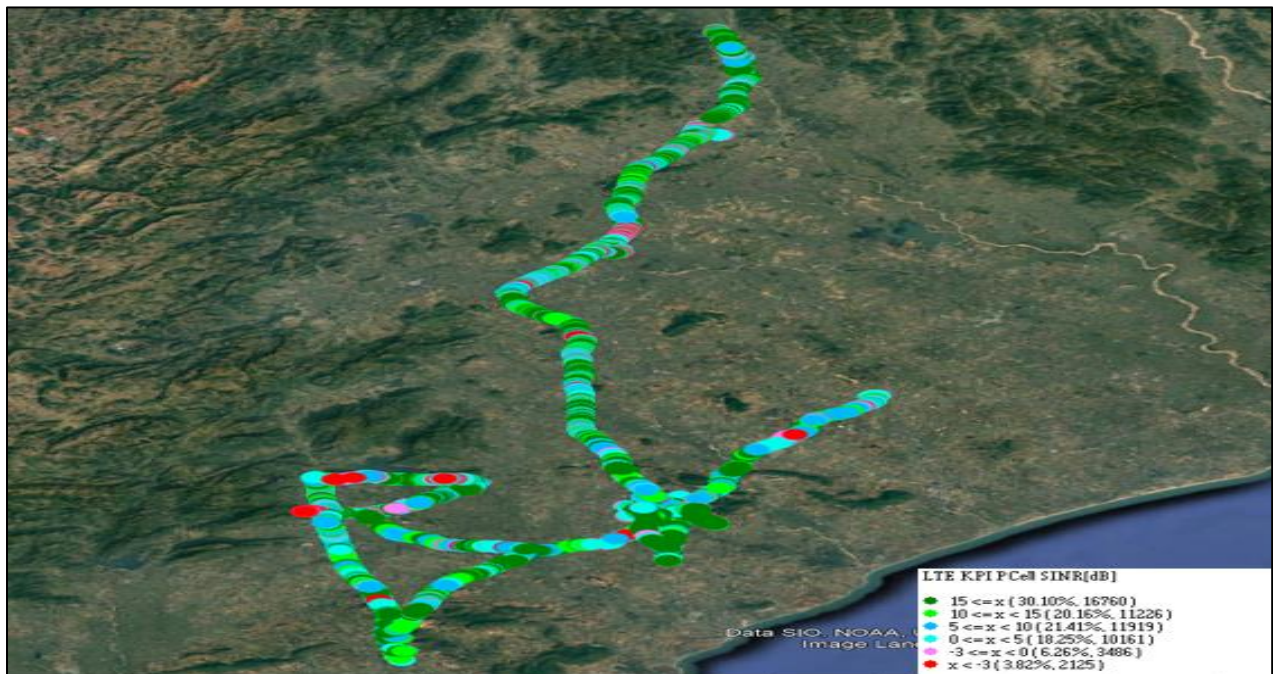 LTE KPI PCell SINR[dB]
15 <= x ( 30.10%, 16760 )
10 <= x < 15 ( 20.16%, 11226 )
5 <= x < 10 ( 21.41%, 11919 )
0 <= x < 5 ( 18.25%, 10161 )
-3 <= x < 0 ( 6.26%, 3486 )
x < -3 ( 3.82%, 2125 )
Data SIO, NOAA, U
Image Lan